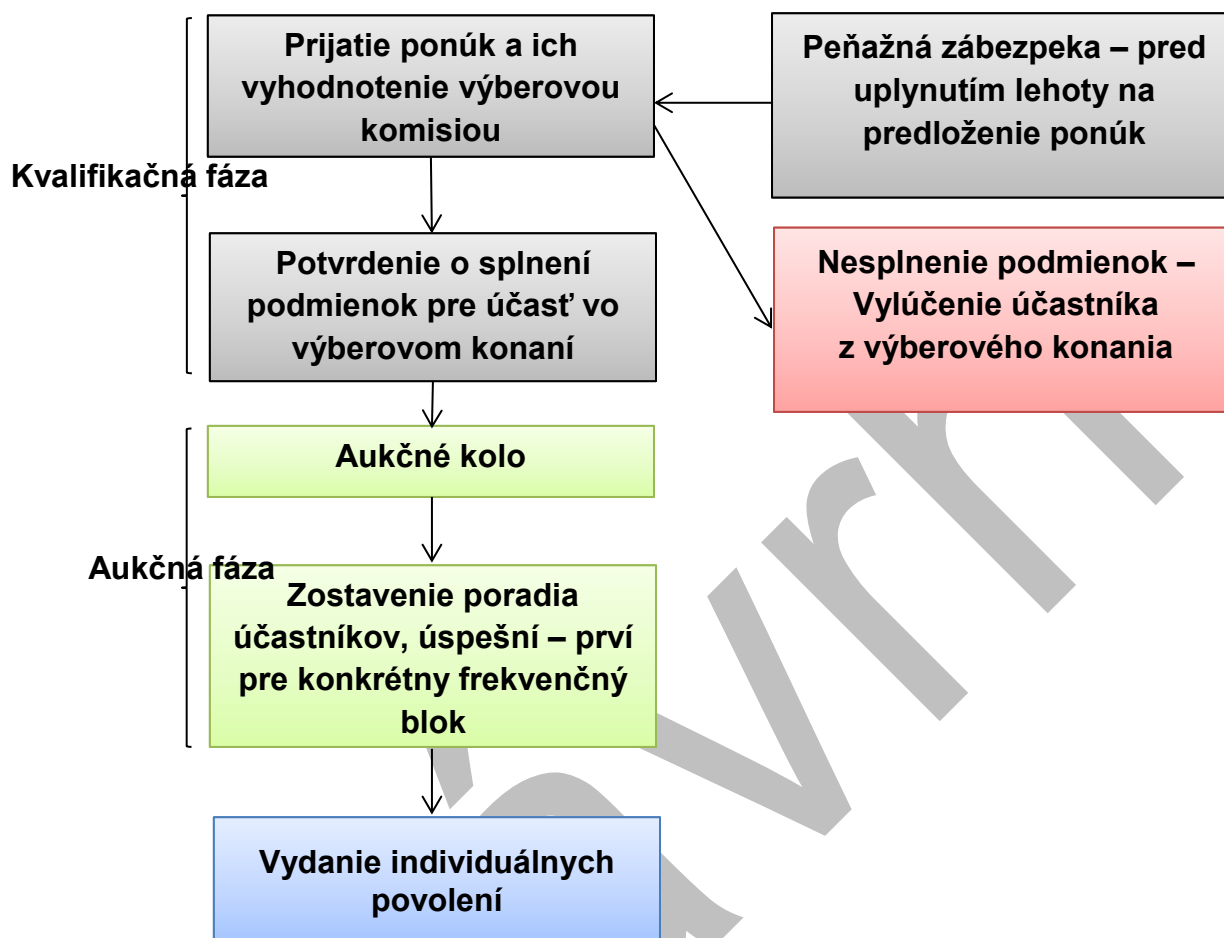 Prijatie ponúk a ich
vyhodnotenie výberovou
komisiou
Peňažná zábezpeka – pred
uplynutím lehoty na
predloženie ponúk
Kvalifikačná fáza
Potvrdenie o splnení
podmienok pre účasť vo
výberovom konaní
Nesplnenie podmienok –
Vylúčenie účastníka
z výberového konania
Aukčné kolo
Aukčná fáza
Zostavenie poradia
účastníkov, úspešní – prví
pre konkrétny frekvenčný
blok
Vydanie individuálnych
povolení